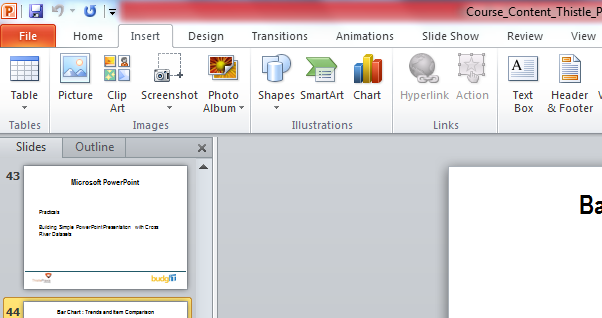 Course_Content_Thistle_P
File Home Insert Design Transitions Animations Slide Show Review View
Table Picture Clip Art Screenshot Photo Album Shapes SmartArt Chart Hyperlink Action Text Box Header & Footer
Tables Images Illustrations Links
Slides Outline
43
Microsoft PowerPoint
Practicals
Building Simple PowerPoint Presentation with Cross
River Datasets
budgIT
44
Bar Chart : Trends and Item Comparison
Ba